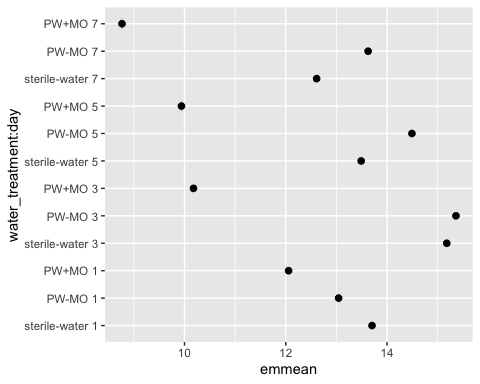 PW+MO 7
PW-MO 7
sterile-water 7
PW+MO 5
PW-MO 5
sterile-water 5
PW+MO 3
PW-MO 3
sterile-water 3
PW+MO 1
PW-MO 1
sterile-water 1
water_treatment:day
10 12 14
emmean